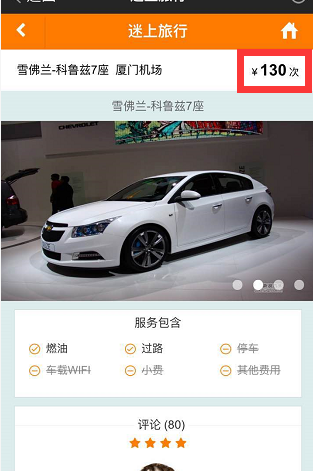 迷上旅行
雪佛兰-科鲁兹7座 厦门机场
¥130次
雪佛兰-科鲁兹7座
CHEVROLET
服务包含
燃油 过路 停车
车载WIFI 小费 其他费用
评论 (80)